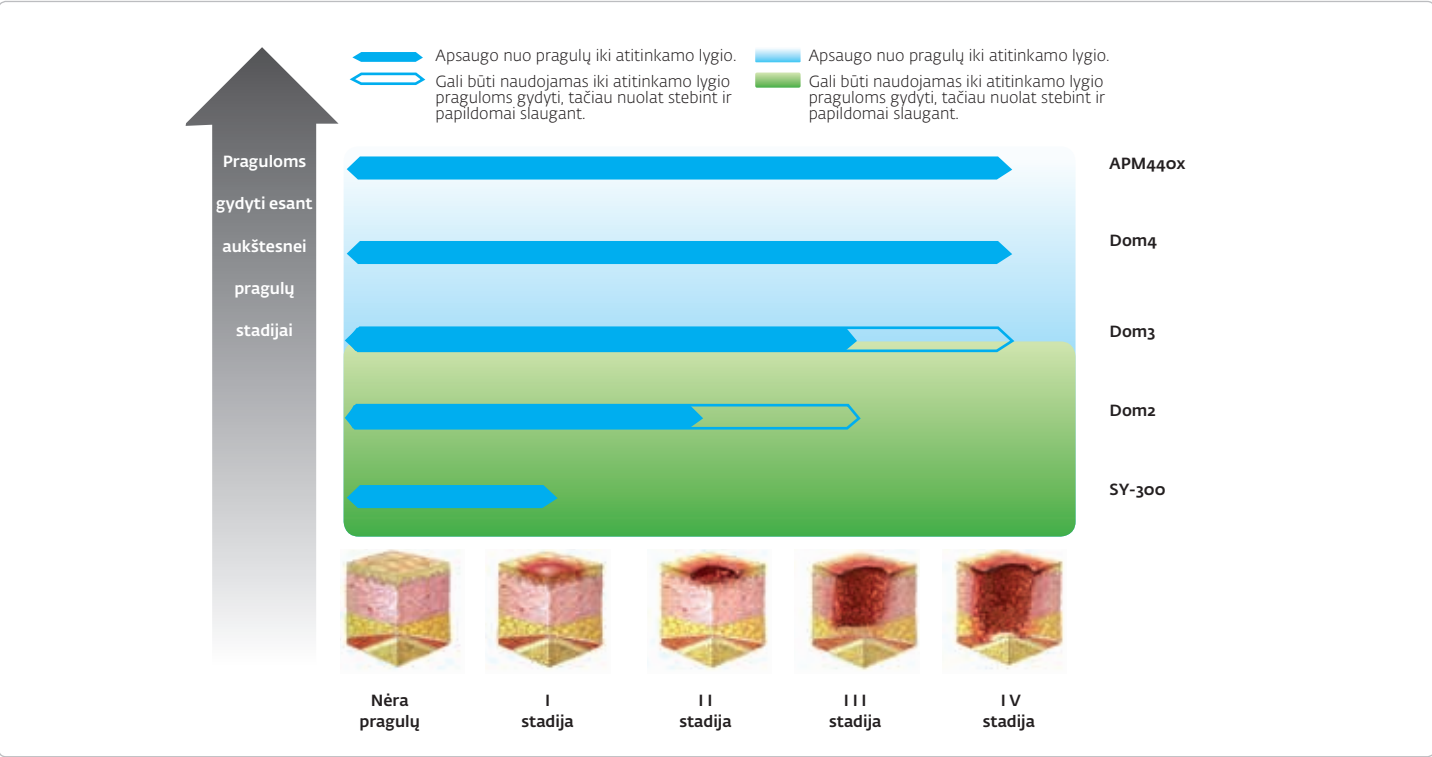 Apsaugo nuo pragulų iki atitinkamo lygio.
Gali būti naudojamas iki atitinkamo lygio
praguloms gydyti, tačiau nuolat stebint ir
papildomai slaugant.
Apsaugo nuo pragulų iki atitinkamo lygio.
Gali būti naudojamas iki atitinkamo lygio
praguloms gydyti, tačiau nuolat stebint ir
papildomai slaugant.
Praguloms
gydyti esant
aukštesnei
pragulų
stadijai
APM440x
Dom4
Dom3
Dom2
SY-300
Nėra
pragulų
I
stadija
II
stadija
III
stadija
IV
stadija